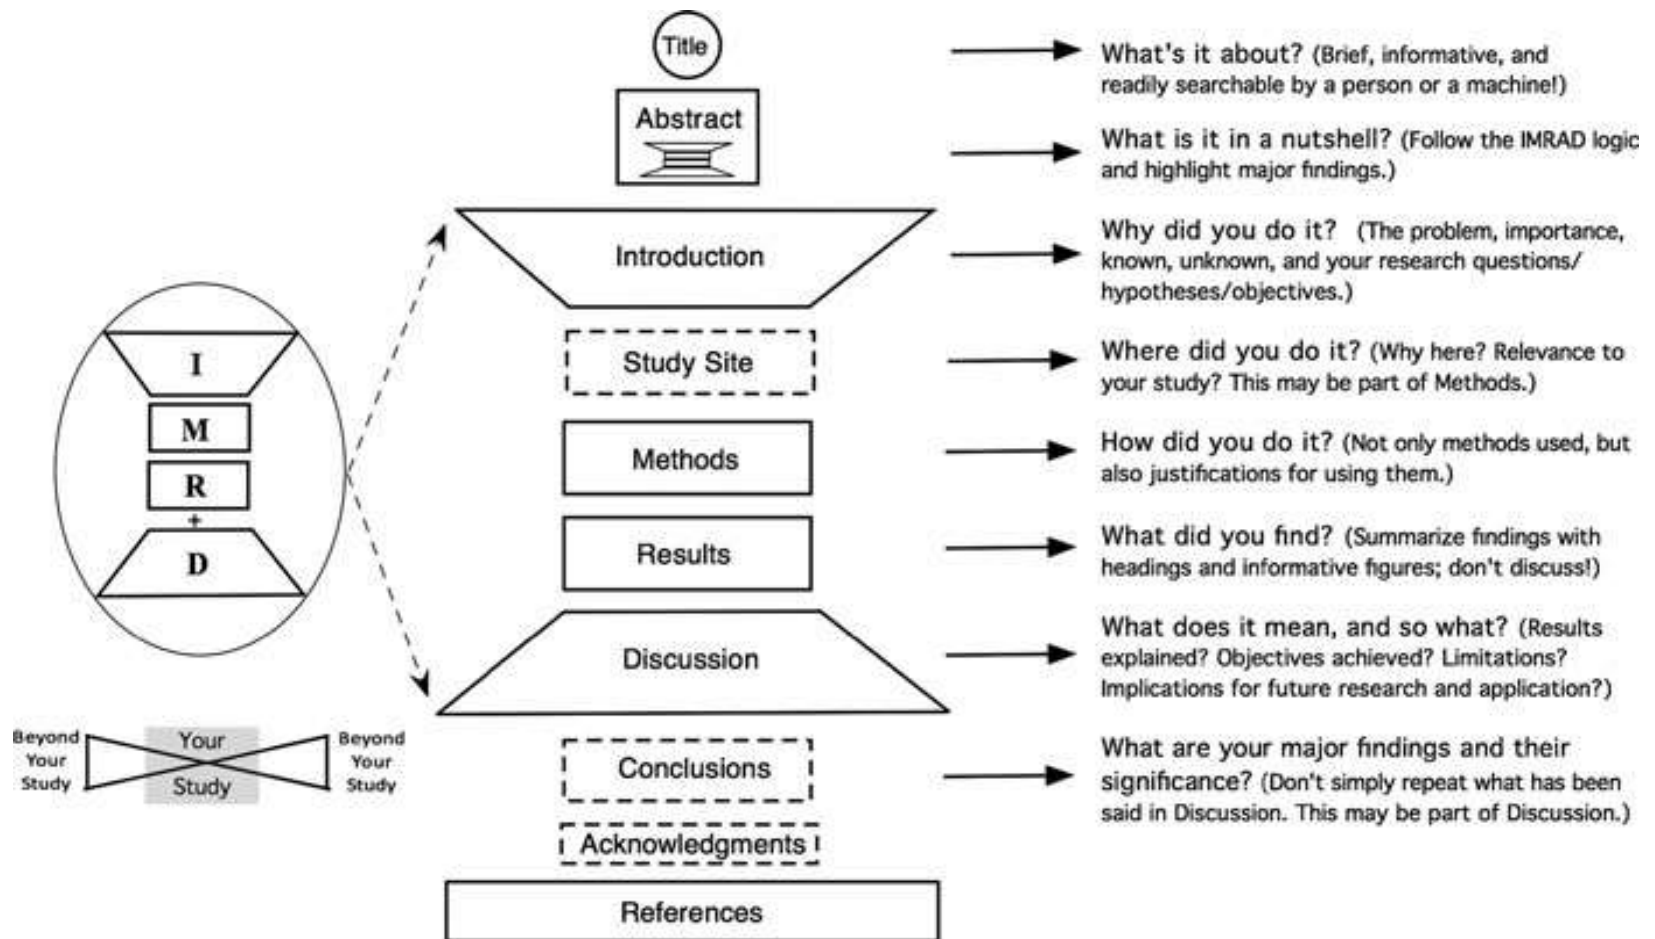 Title
What's it about? (Brief, informative, and
readily searchable by a person or a machine!)
Abstract
What is it in a nutshell? (Follow the IMRAD logic
and highlight major findings.)
Introduction
Why did you do it? (The problem, importance,
known, unknown, and your research questions/
hypotheses/objectives.)
Study Site
Where did you do it? (Why here? Relevance to
your study? This may be part of Methods.)
Methods
How did you do it? (Not only methods used, but
also justifications for using them.)
Results
What did you find? (Summarize findings with
headings and informative figures; don't discuss!)
Discussion
What does it mean, and so what? (Results
explained? Objectives achieved? Limitations?
Implications for future research and application?)
Conclusions
What are your major findings and their
significance? (Don't simply repeat what has been
said in Discussion. This may be part of Discussion.)
Acknowledgments
References
I
M
R
+
D
Beyond
Your
Study
Your
Study
Beyond
Your
Study